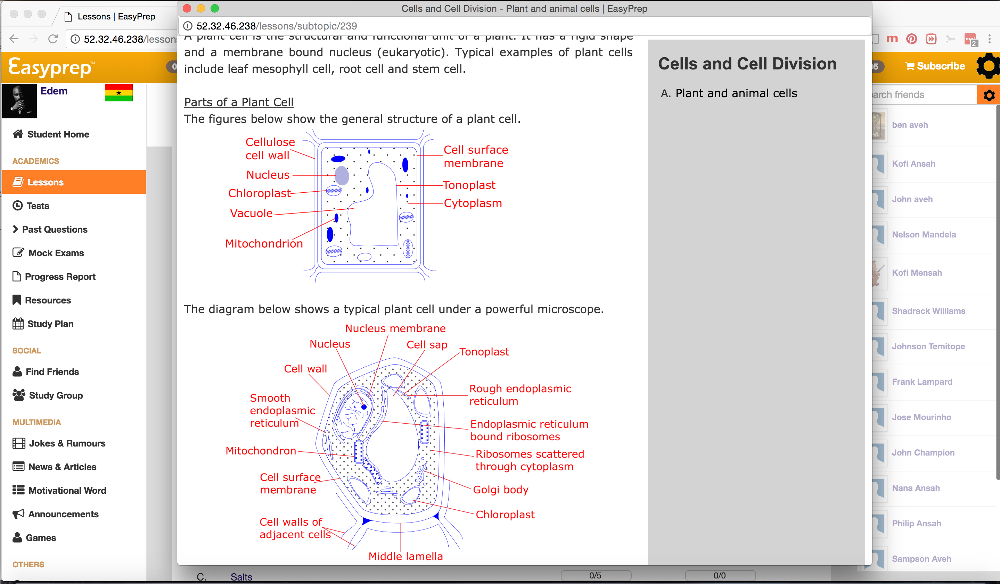 Lessons | EasyPrep
52.32.46.238/lesson
Easyprep™
0
Edem
Student Home
ACADEMICS
Lessons
Tests
Past Questions
Mock Exams
Progress Report
Resources
Study Plan
SOCIAL
Find Friends
Study Group
MULTIMEDIA
Jokes & Rumours
News & Articles
Motivational Word
Announcements
Games
OTHERS
Cells and Cell Division - Plant and animal cells | EasyPrep
52.32.46.238/lessons/subtopic/239
A plant cell is the structural and functional unit of a plant. It has a rigid shape
and a membrane bound nucleus (eukaryotic). Typical examples of plant cells
include leaf mesophyll cell, root cell and stem cell.
Parts of a Plant Cell
The figures below show the general structure of a plant cell.
Cellulose
cell wall
Nucleus
Chloroplast
Vacuole
Mitochondrion
Cell surface
membrane
Tonoplast
Cytoplasm
The diagram below shows a typical plant cell under a powerful microscope.
Nucleus membrane
Nucleus
Cell sap
Tonoplast
Cell wall
Smooth
endoplasmic
reticulum
Mitochondron
Cell surface
membrane
Cell walls of
adjacent cells
Rough endoplasmic
reticulum
Endoplasmic reticulum
bound ribosomes
Ribosomes scattered
through cytoplasm
Golgi body
Chloroplast
Middle lamella
Cells and Cell Division
A. Plant and animal cells
C. Salts 0/5 0/0
m
2
05
Subscribe
arch friends
ben aveh
Kofi Ansah
John aveh
Nelson Mandela
Kofi Mensah
Shadrack Williams
Johnson Temitope
Frank Lampard
Jose Mourinho
John Champion
Nana Ansah
Philip Ansah
Sampson Aveh